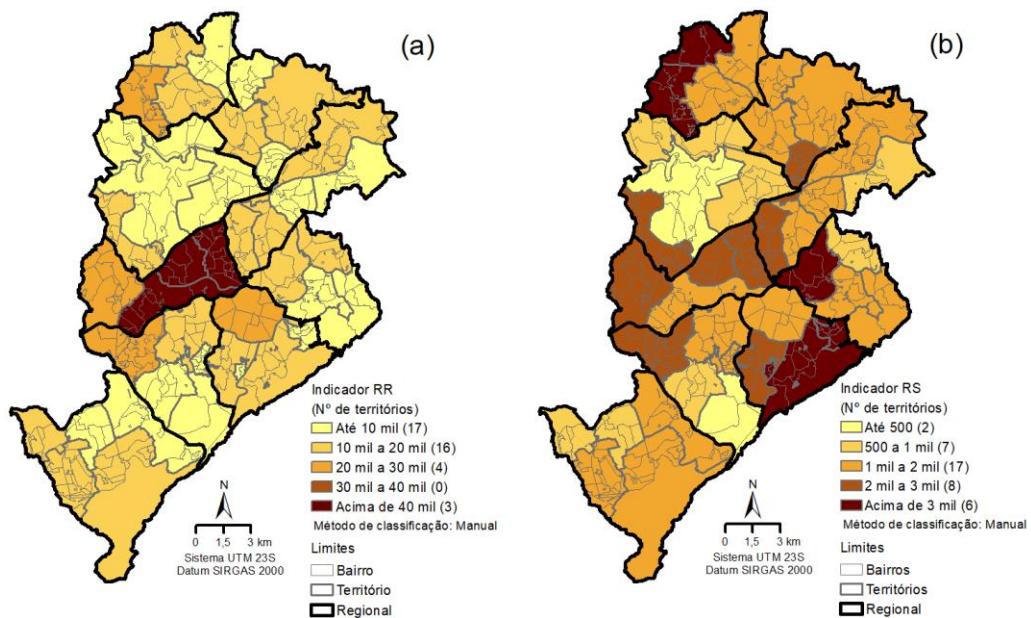 (a)
Indicador RR
(Nº de territórios)
Até 10 mil (17)
10 mil a 20 mil (16)
20 mil a 30 mil (4)
30 mil a 40 mil (0)
Acima de 40 mil (3)
Método de classificação: Manual
N
0 1,5 3 km
Sistema UTM 23S
Datum SIRGAS 2000
Limites
Bairro
Território
Regional
(b)
Indicador RS
(Nº de territórios)
Até 500 (2)
500 a 1 mil (7)
1 mil a 2 mil (17)
2 mil a 3 mil (8)
Acima de 3 mil (6)
Método de classificação: Manual
N
0 1,5 3 km
Sistema UTM 23S
Datum SIRGAS 2000
Limites
Bairros
Territórios
Regional